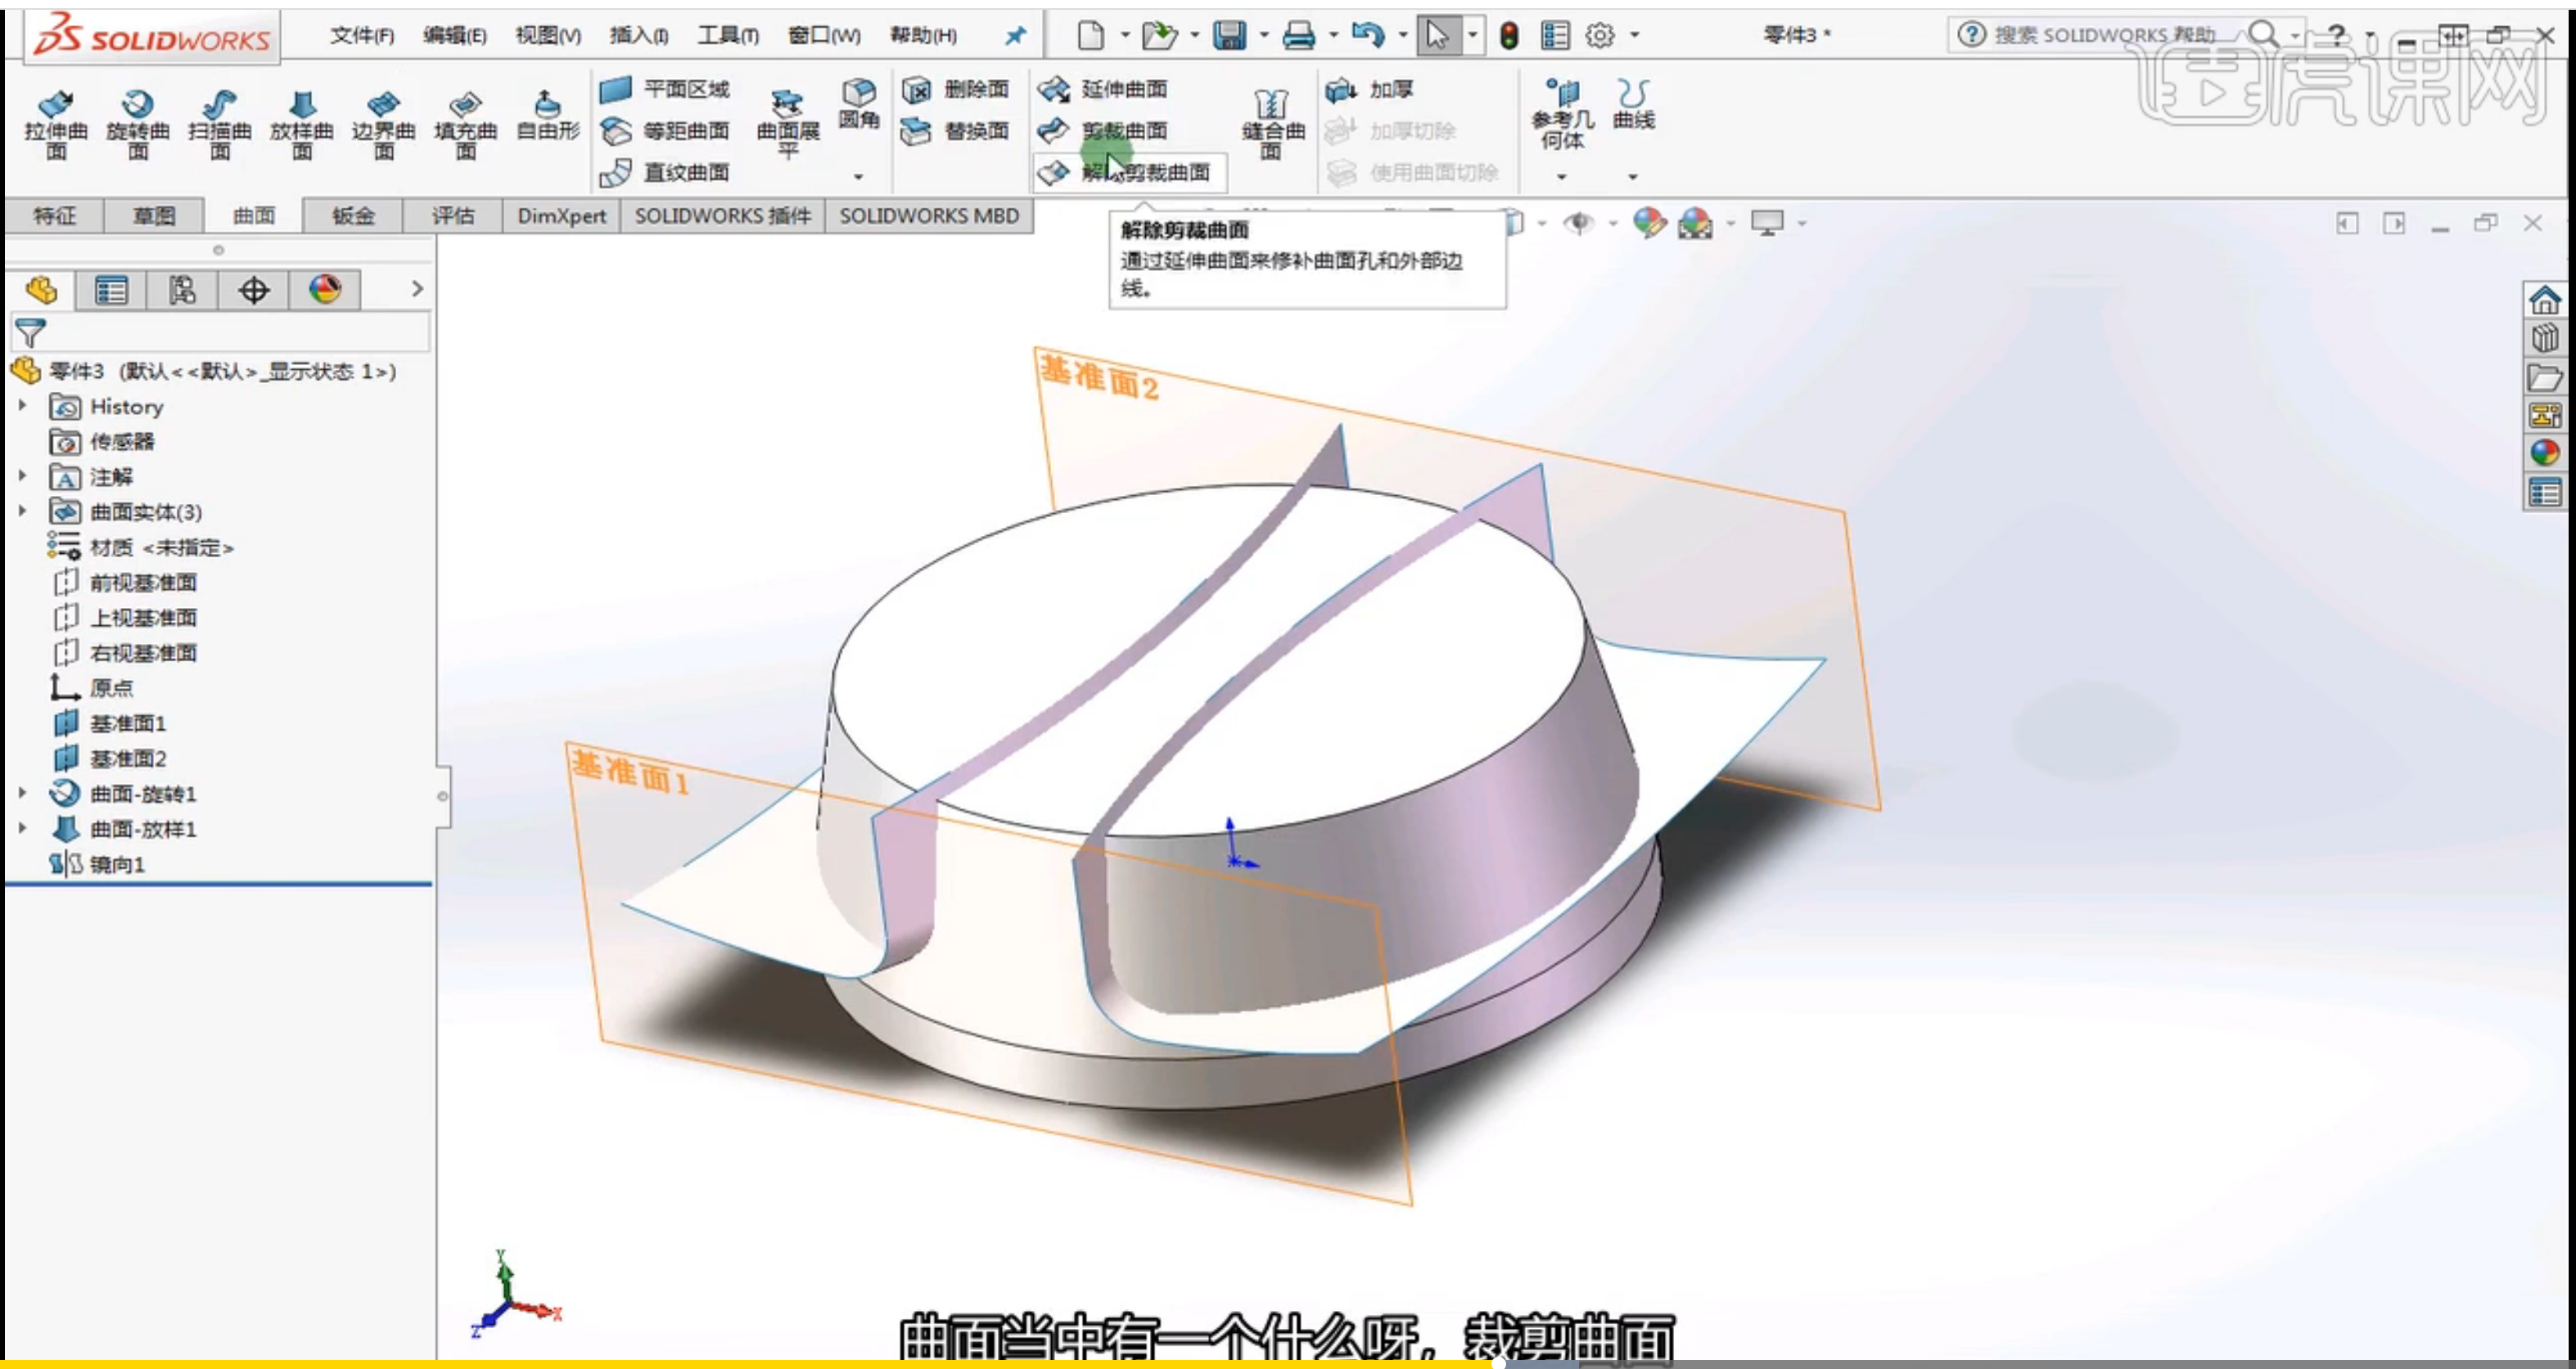 SOLIDWORKS
文件(F) 编辑(E) 视图(V) 插入(I) 工具(T) 窗口(W) 帮助(H)
零件3 *
搜索 SOLIDWORKS 帮助
虎课网
拉伸曲面
旋转曲面
扫描曲面
放样曲面
边界曲面
填充曲面
自由形
平面区域
等距曲面
直纹曲面
曲面展平
圆角
删除面
替换面
延伸曲面
剪裁曲面
解除剪裁曲面
缝合曲面
加厚
加厚切除
使用曲面切除
参考几何体
曲线
特征 草图 曲面 钣金 评估 DimXpert SOLIDWORKS 插件 SOLIDWORKS MBD
解除剪裁曲面
通过延伸曲面来修补曲面孔和外部边
线。
零件3 (默认<<默认>_显示状态 1>)
History
传感器
注解
曲面实体(3)
材质 <未指定>
前视基准面
上视基准面
右视基准面
原点
基准面1
基准面2
曲面-旋转1
曲面-放样1
镜向1
基准面2
基准面1
Y
X
Z
曲面当中有一个什么呀，裁剪曲面